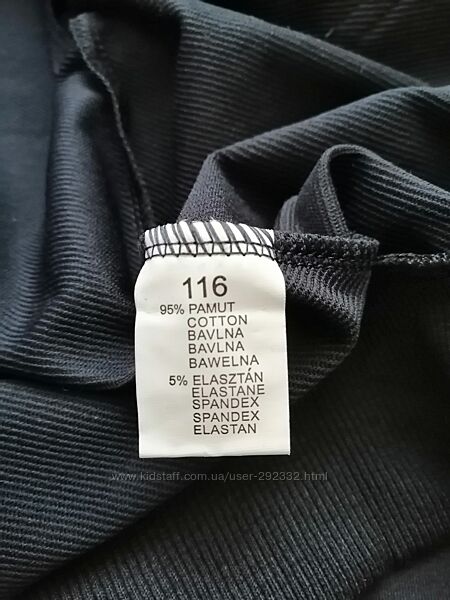 116
95% PAMUT
COTTON
BAVLNA
BAVLNA
BAWELNA
5% ELASZTÁN
ELASTANE
SPANDEX
SPANDEX
ELASTAN
www.kidstaff.com.ua/user-292332.html